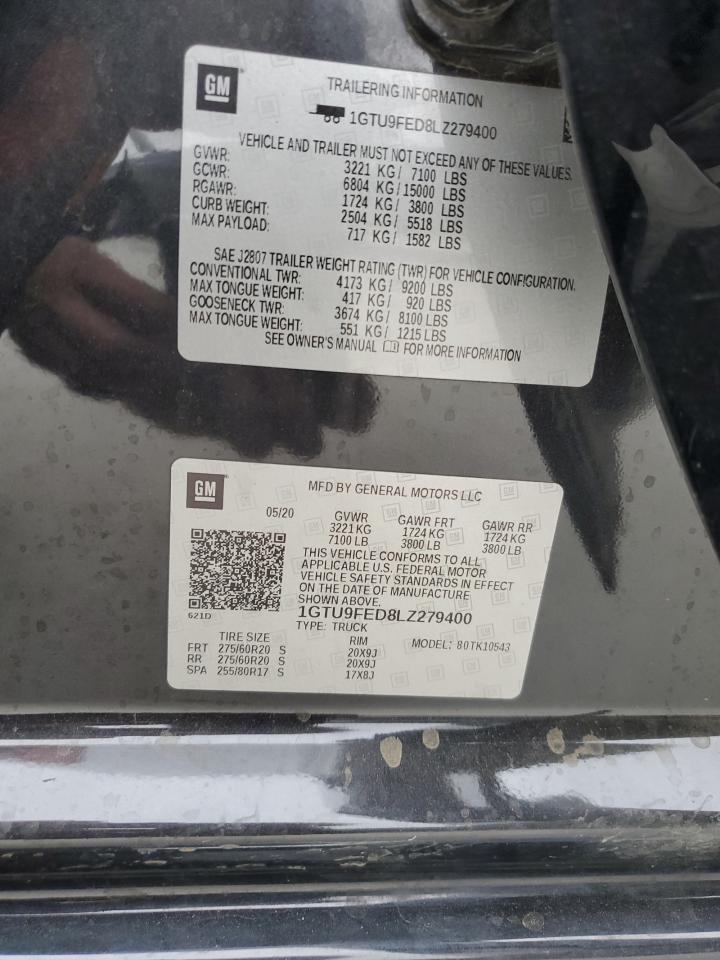 GM
TRAILERING INFORMATION
1GTU9FED8LZ279400
VEHICLE AND TRAILER MUST NOT EXCEED ANY OF THESE VALUES.
GVWR: 3221 KG/ 7100 LBS
GCWR: 6804 KG/15000 LBS
RGAWR: 1724 KG/ 3800 LBS
CURB WEIGHT: 2504 KG/ 5518 LBS
MAX PAYLOAD: 717 KG/ 1582 LBS
SAE J2807 TRAILER WEIGHT RATING (TWR) FOR VEHICLE CONFIGURATION.
CONVENTIONAL TWR: 4173 KG/ 9200 LBS
MAX TONGUE WEIGHT: 417 KG/ 920 LBS
GOOSENECK TWR: 3674 KG/ 8100 LBS
MAX TONGUE WEIGHT: 551 KG/ 1215 LBS
SEE OWNER'S MANUAL FOR MORE INFORMATION
GM
MFD BY GENERAL MOTORS LLC
05/20
GVWR GAWR FRT GAWR RR
3221 KG 1724 KG 1724 KG
7100 LB 3800 LB 3800 LB
THIS VEHICLE CONFORMS TO ALL
APPLICABLE U.S. FEDERAL MOTOR
VEHICLE SAFETY STANDARDS IN EFFECT
ON THE DATE OF MANUFACTURE
SHOWN ABOVE.
621D
1GTU9FED8LZ279400
TYPE: TRUCK
MODEL: 80TK10543
TIRE SIZE RIM
FRT 275/60R20 S 20X9J
RR 275/60R20 S 20X9J
SPA 255/80R17 S 17X8J